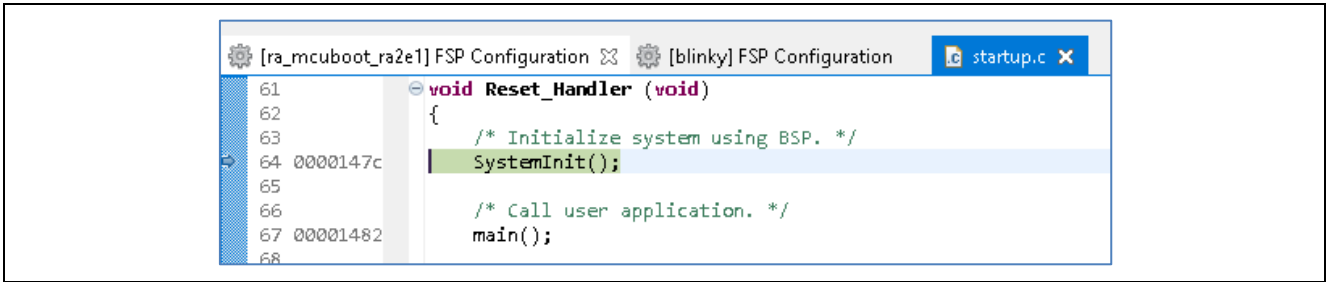 [ra_mcuboot_ra2e1] FSP Configuration [blinky] FSP Configuration startup.c
61 void Reset_Handler (void)
62 {
63 /* Initialize system using BSP. */
64 0000147c SystemInit();
65
66 /* Call user application. */
67 00001482 main();
68